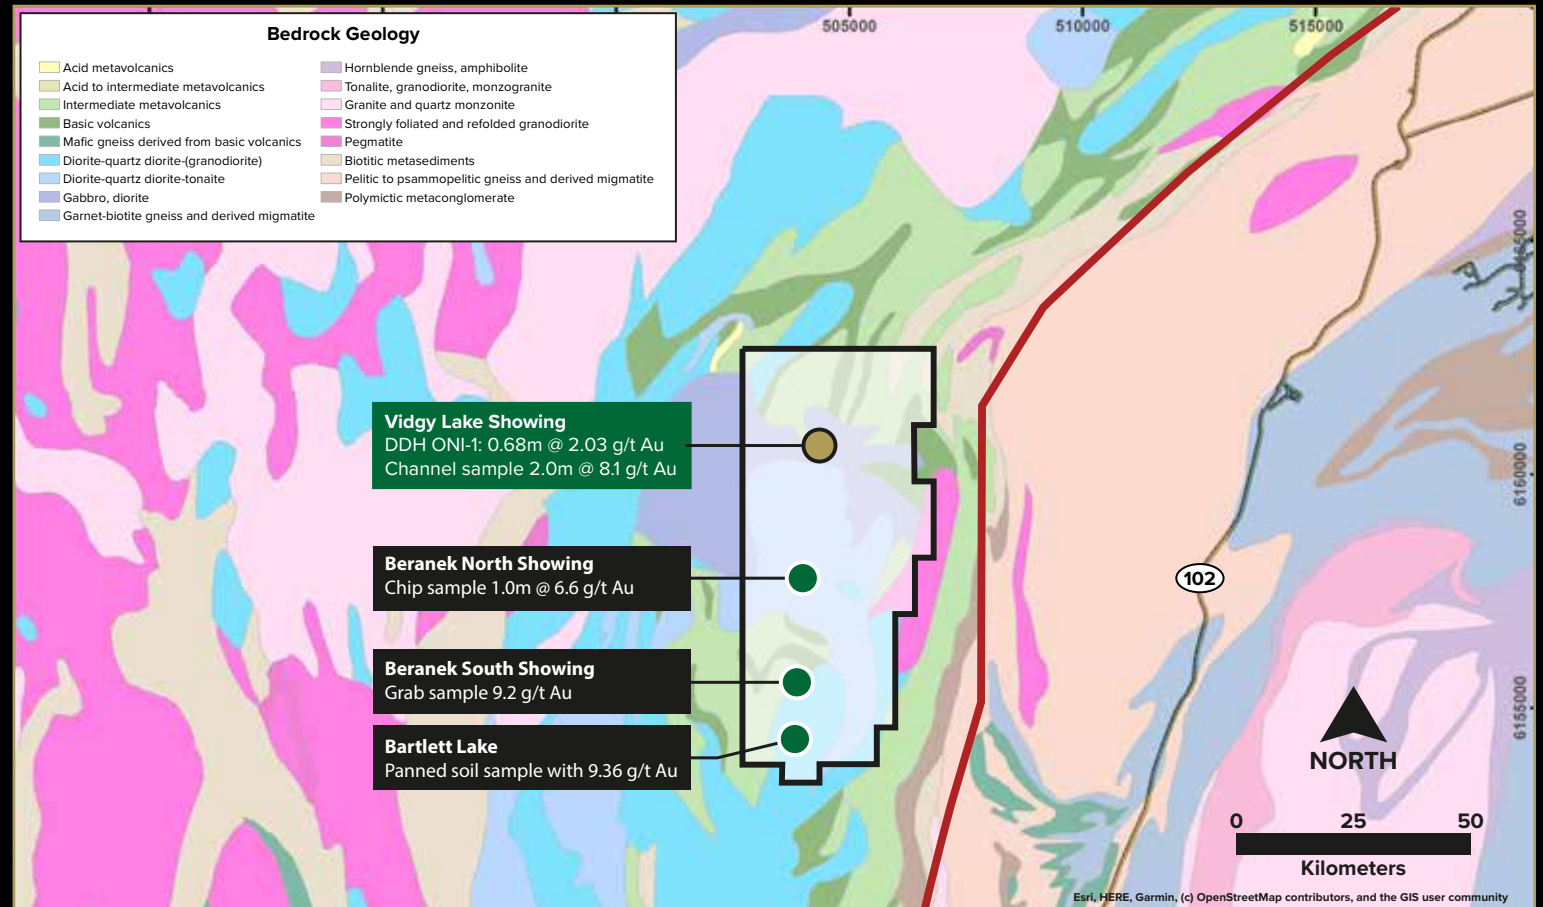 505000
510000
515000
Bedrock Geology
Acid metavolcanics
Acid to intermediate metavolcanics
Intermediate metavolcanics
Basic volcanics
Mafic gneiss derived from basic volcanics
Diorite-quartz diorite-(granodiorite)
Diorite-quartz diorite-tonaite
Gabbro, diorite
Garnet-biotite gneiss and derived migmatite
Hornblende gneiss, amphibolite
Tonalite, granodiorite, monzogranite
Granite and quartz monzonite
Strongly foliated and refolded granodiorite
Pegmatite
Biotitic metasediments
Pelitic to psammopelitic gneiss and derived migmatite
Polymictic metaconglomerate
6165000
Vidgy Lake Showing
DDH ONI-1: 0.68m @ 2.03 g/t Au
Channel sample 2.0m @ 8.1 g/t Au
6160000
Beranek North Showing
Chip sample 1.0m @ 6.6 g/t Au
102
Beranek South Showing
Grab sample 9.2 g/t Au
6155000
Bartlett Lake
Panned soil sample with 9.36 g/t Au
NORTH
0 25 50
Kilometers
Esri, HERE, Garmin, (c) OpenStreetMap contributors, and the GIS user community